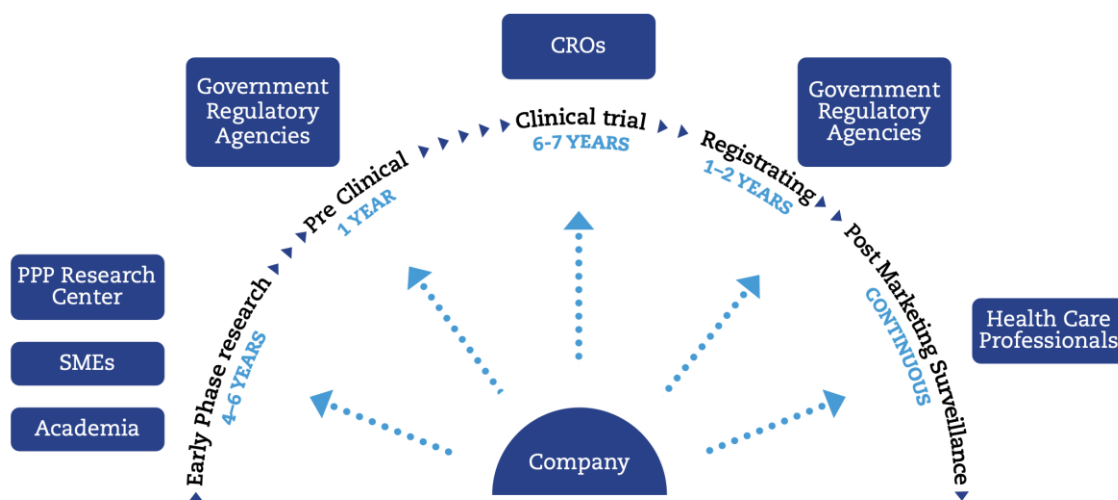 CROs
Government
Regulatory
Agencies
Government
Regulatory
Agencies
Clinical trial
6-7 YEARS
Pre Clinical
1 YEAR
Registrating
1–2 YEARS
PPP Research
Center
SMEs
Academia
Early Phase research
4–6 YEARS
Post Marketing Surveillance
CONTINUOUS
Health Care
Professionals
Company